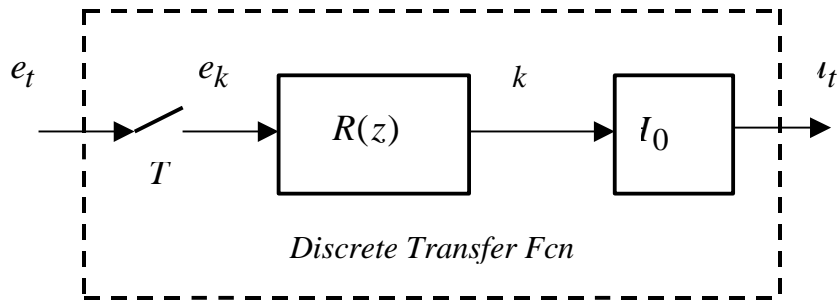 e_t
e_k
k
R(z)
T
Discrete Transfer Fcn